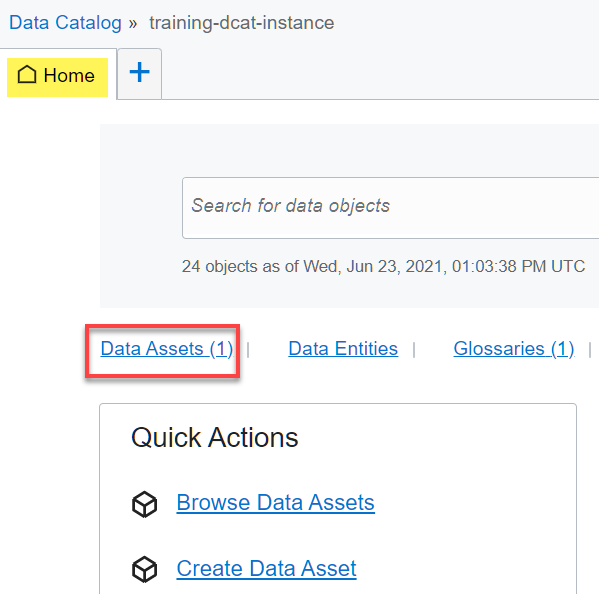 Data Catalog » training-dcat-instance
Home +
Search for data objects
24 objects as of Wed, Jun 23, 2021, 01:03:38 PM UTC
Data Assets (1) | Data Entities | Glossaries (1) |
Quick Actions
Browse Data Assets
Create Data Asset